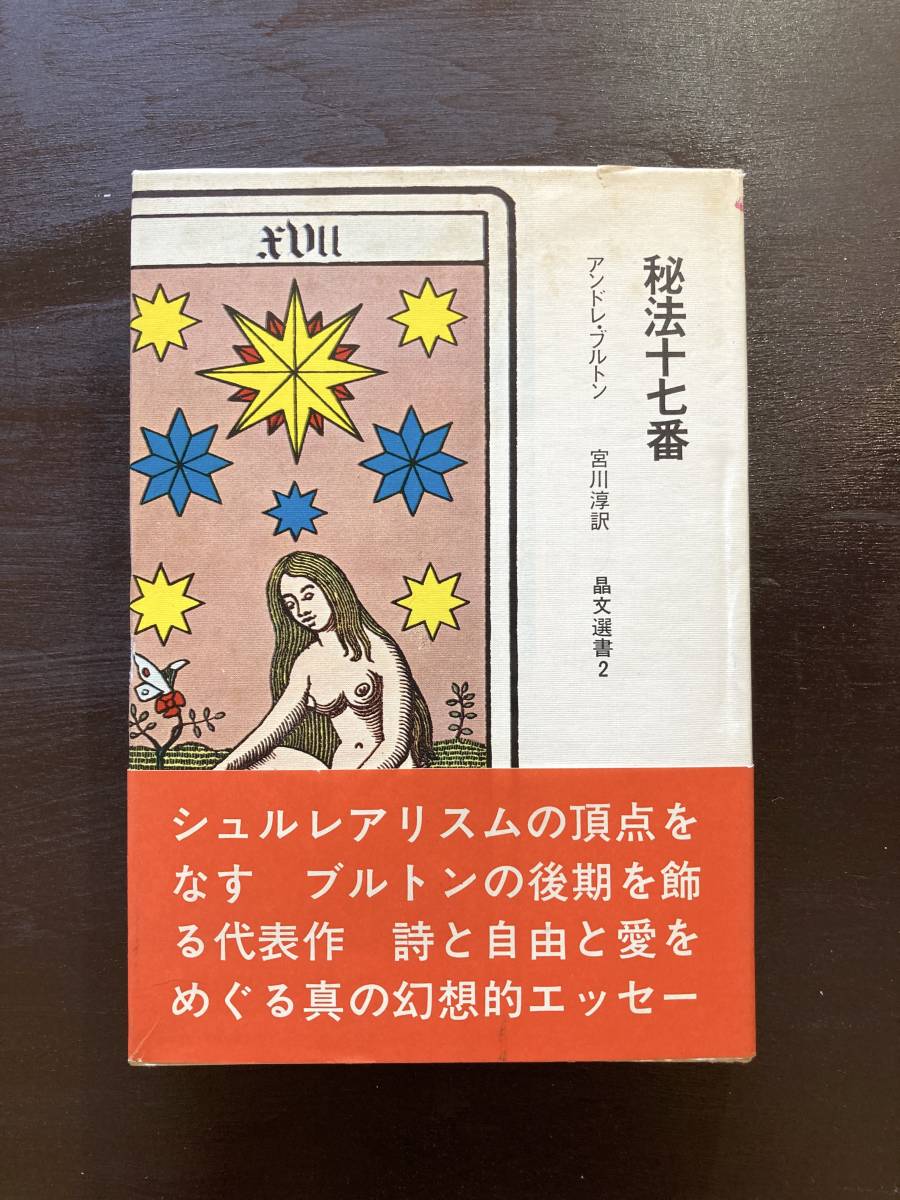 XVII
秘法十七番
アンドレ・ブルトン
宮川淳訳
晶文選書2
シュルレアリスムの頂点を
なす　ブルトンの後期を飾
る代表作　詩と自由と愛を
めぐる真の幻想的エッセー